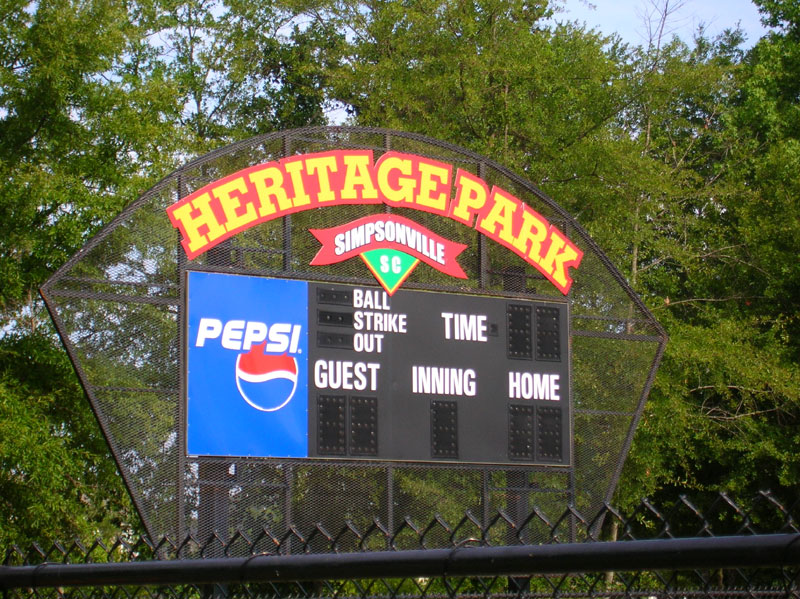 HERITAGE PARK
SIMPSONVILLE
SC
PEPSI
BALL
STRIKE
OUT
TIME
GUEST INNING HOME